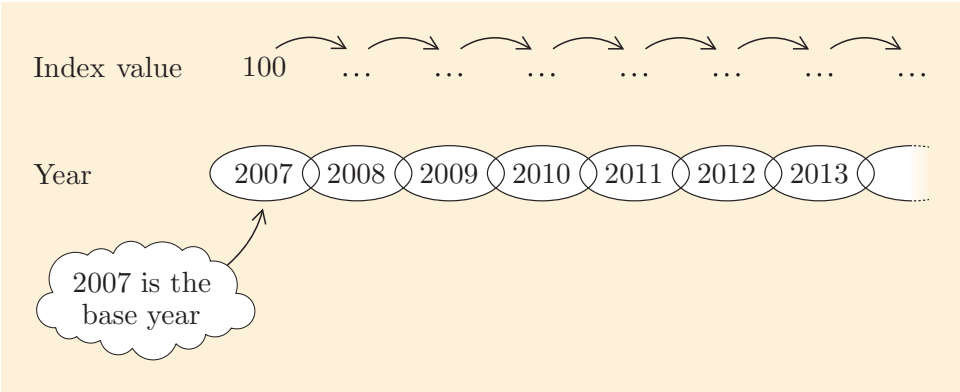 Index value 100 ... ... ... ... ... ... ...
Year 2007 2008 2009 2010 2011 2012 2013
2007 is the
base year